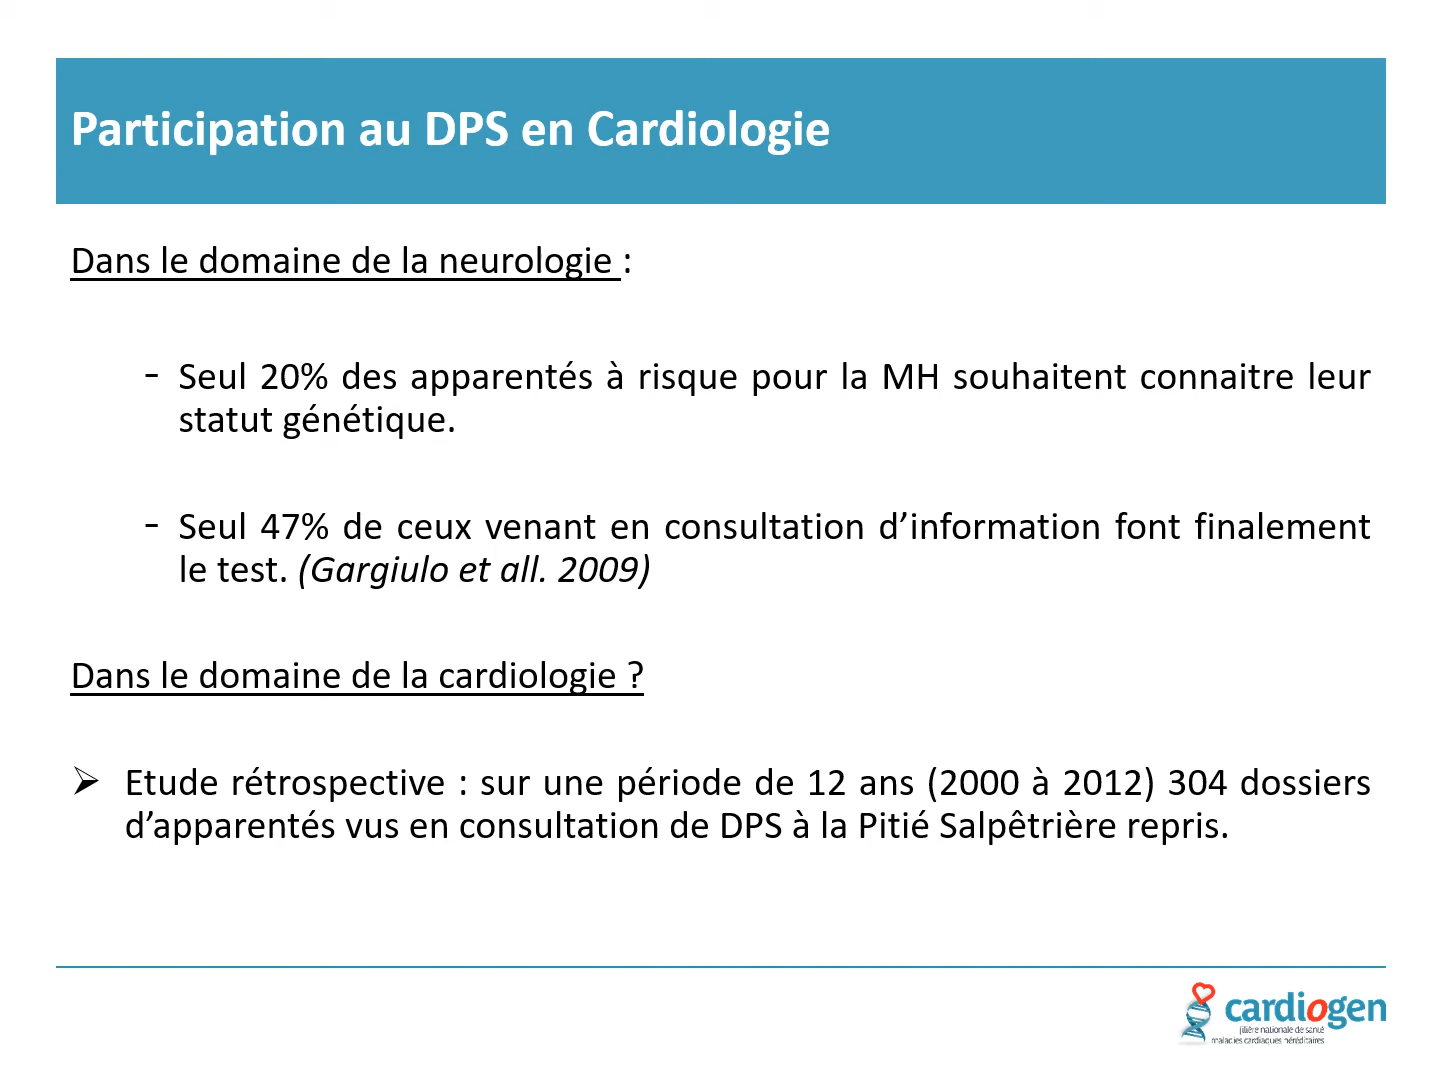 Participation au DPS en Cardiologie
Dans le domaine de la neurologie :
- Seul 20% des apparentés à risque pour la MH souhaitent connaitre leur
statut génétique.
- Seul 47% de ceux venant en consultation d’information font finalement
le test. (Gargiulo et all. 2009)
Dans le domaine de la cardiologie ?
➢ Etude rétrospective : sur une période de 12 ans (2000 à 2012) 304 dossiers
d’apparentés vus en consultation de DPS à la Pitié Salpêtrière repris.
cardiogen
filière nationale de santé
maladies cardiaques héréditaires